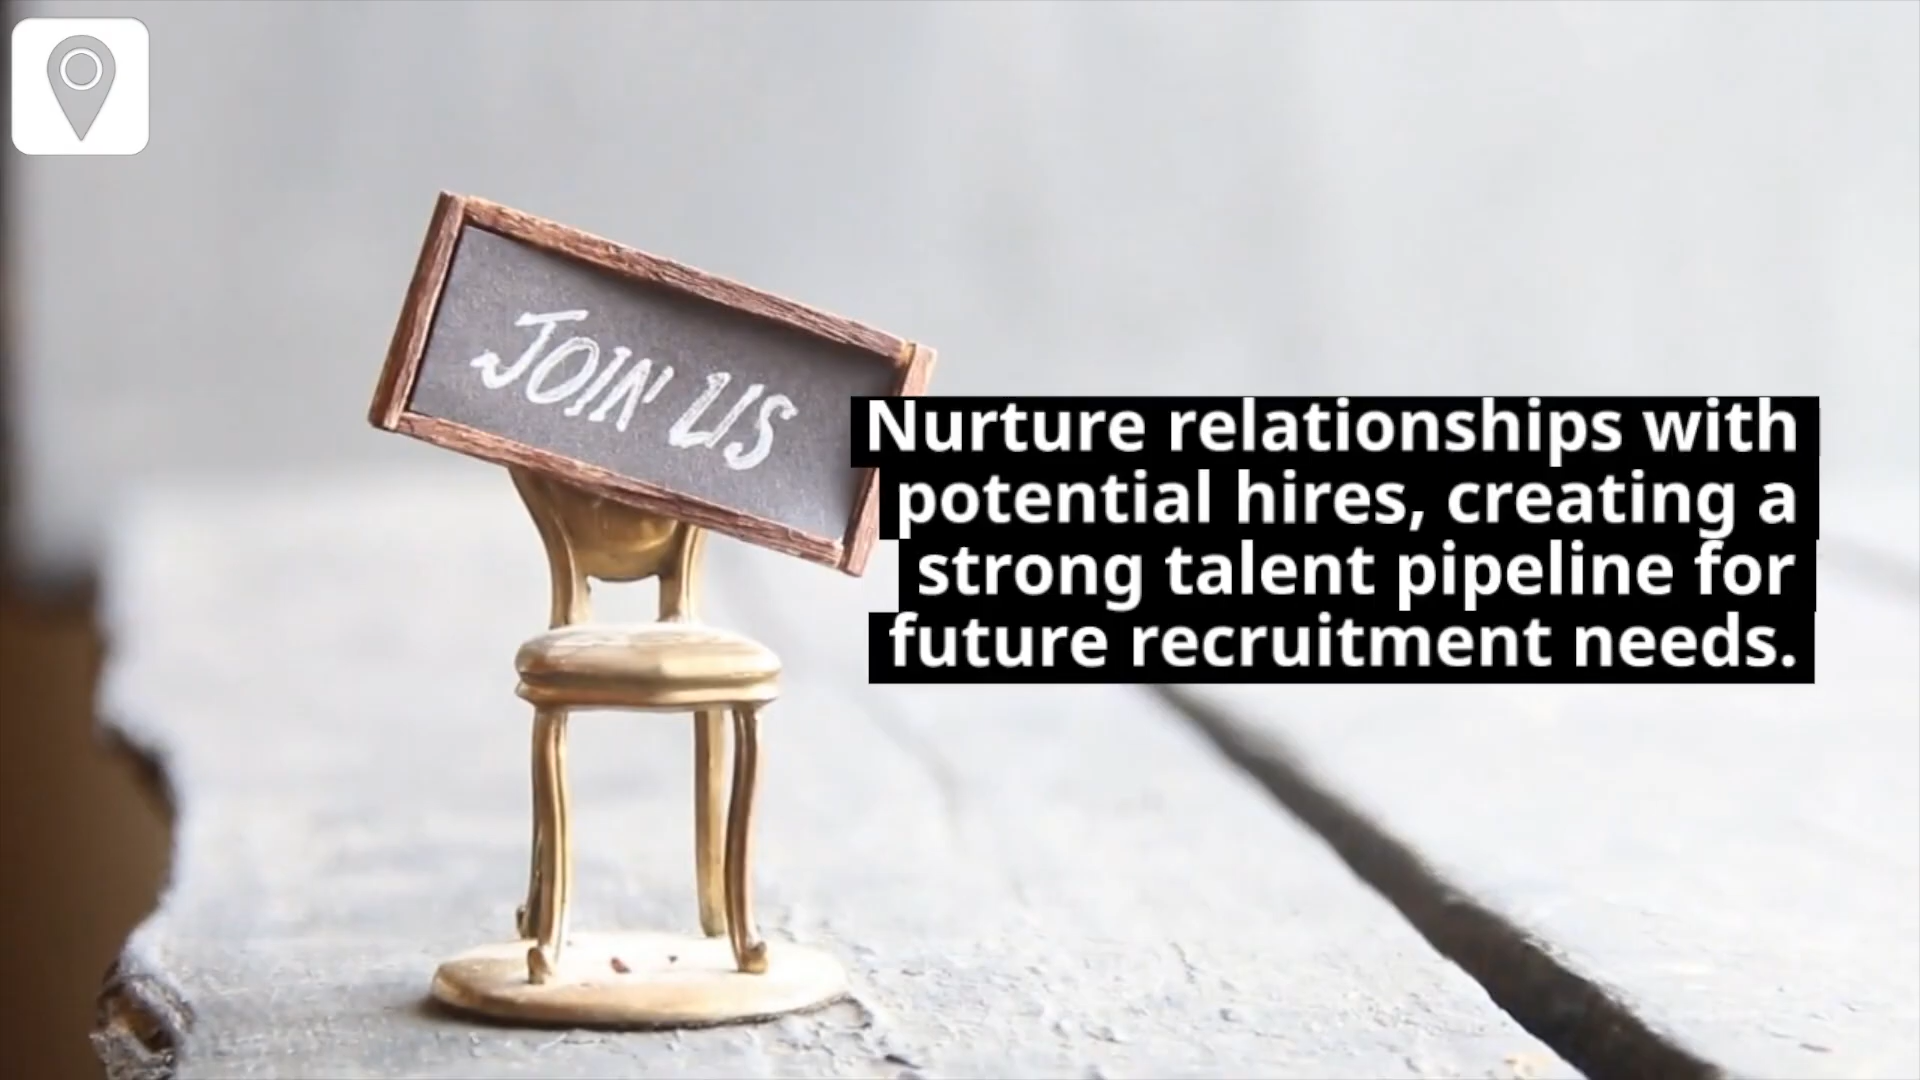 JOIN US
Nurture relationships with
potential hires, creating a
strong talent pipeline for
future recruitment needs.